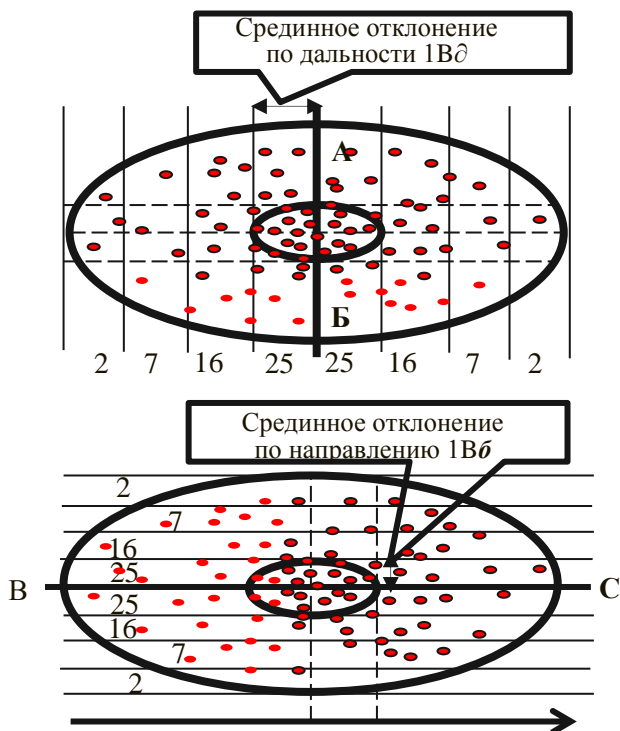 Срединное отклонение
по дальности 1Вд
А
Б
2 7 16 25 25 16 7 2
Срединное отклонение
по направлению 1Вб
2
7
16
25
В С
25
16
7
2